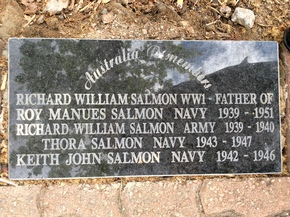 Australia Remembers
RICHARD WILLIAM SALMON WW1 - FATHER OF
ROY MANUES SALMON NAVY 1939 - 1951
RICHARD WILLIAM SALMON ARMY 1939 - 1940
THORA SALMON NAVY 1943 - 1947
KEITH JOHN SALMON NAVY 1942 - 1946